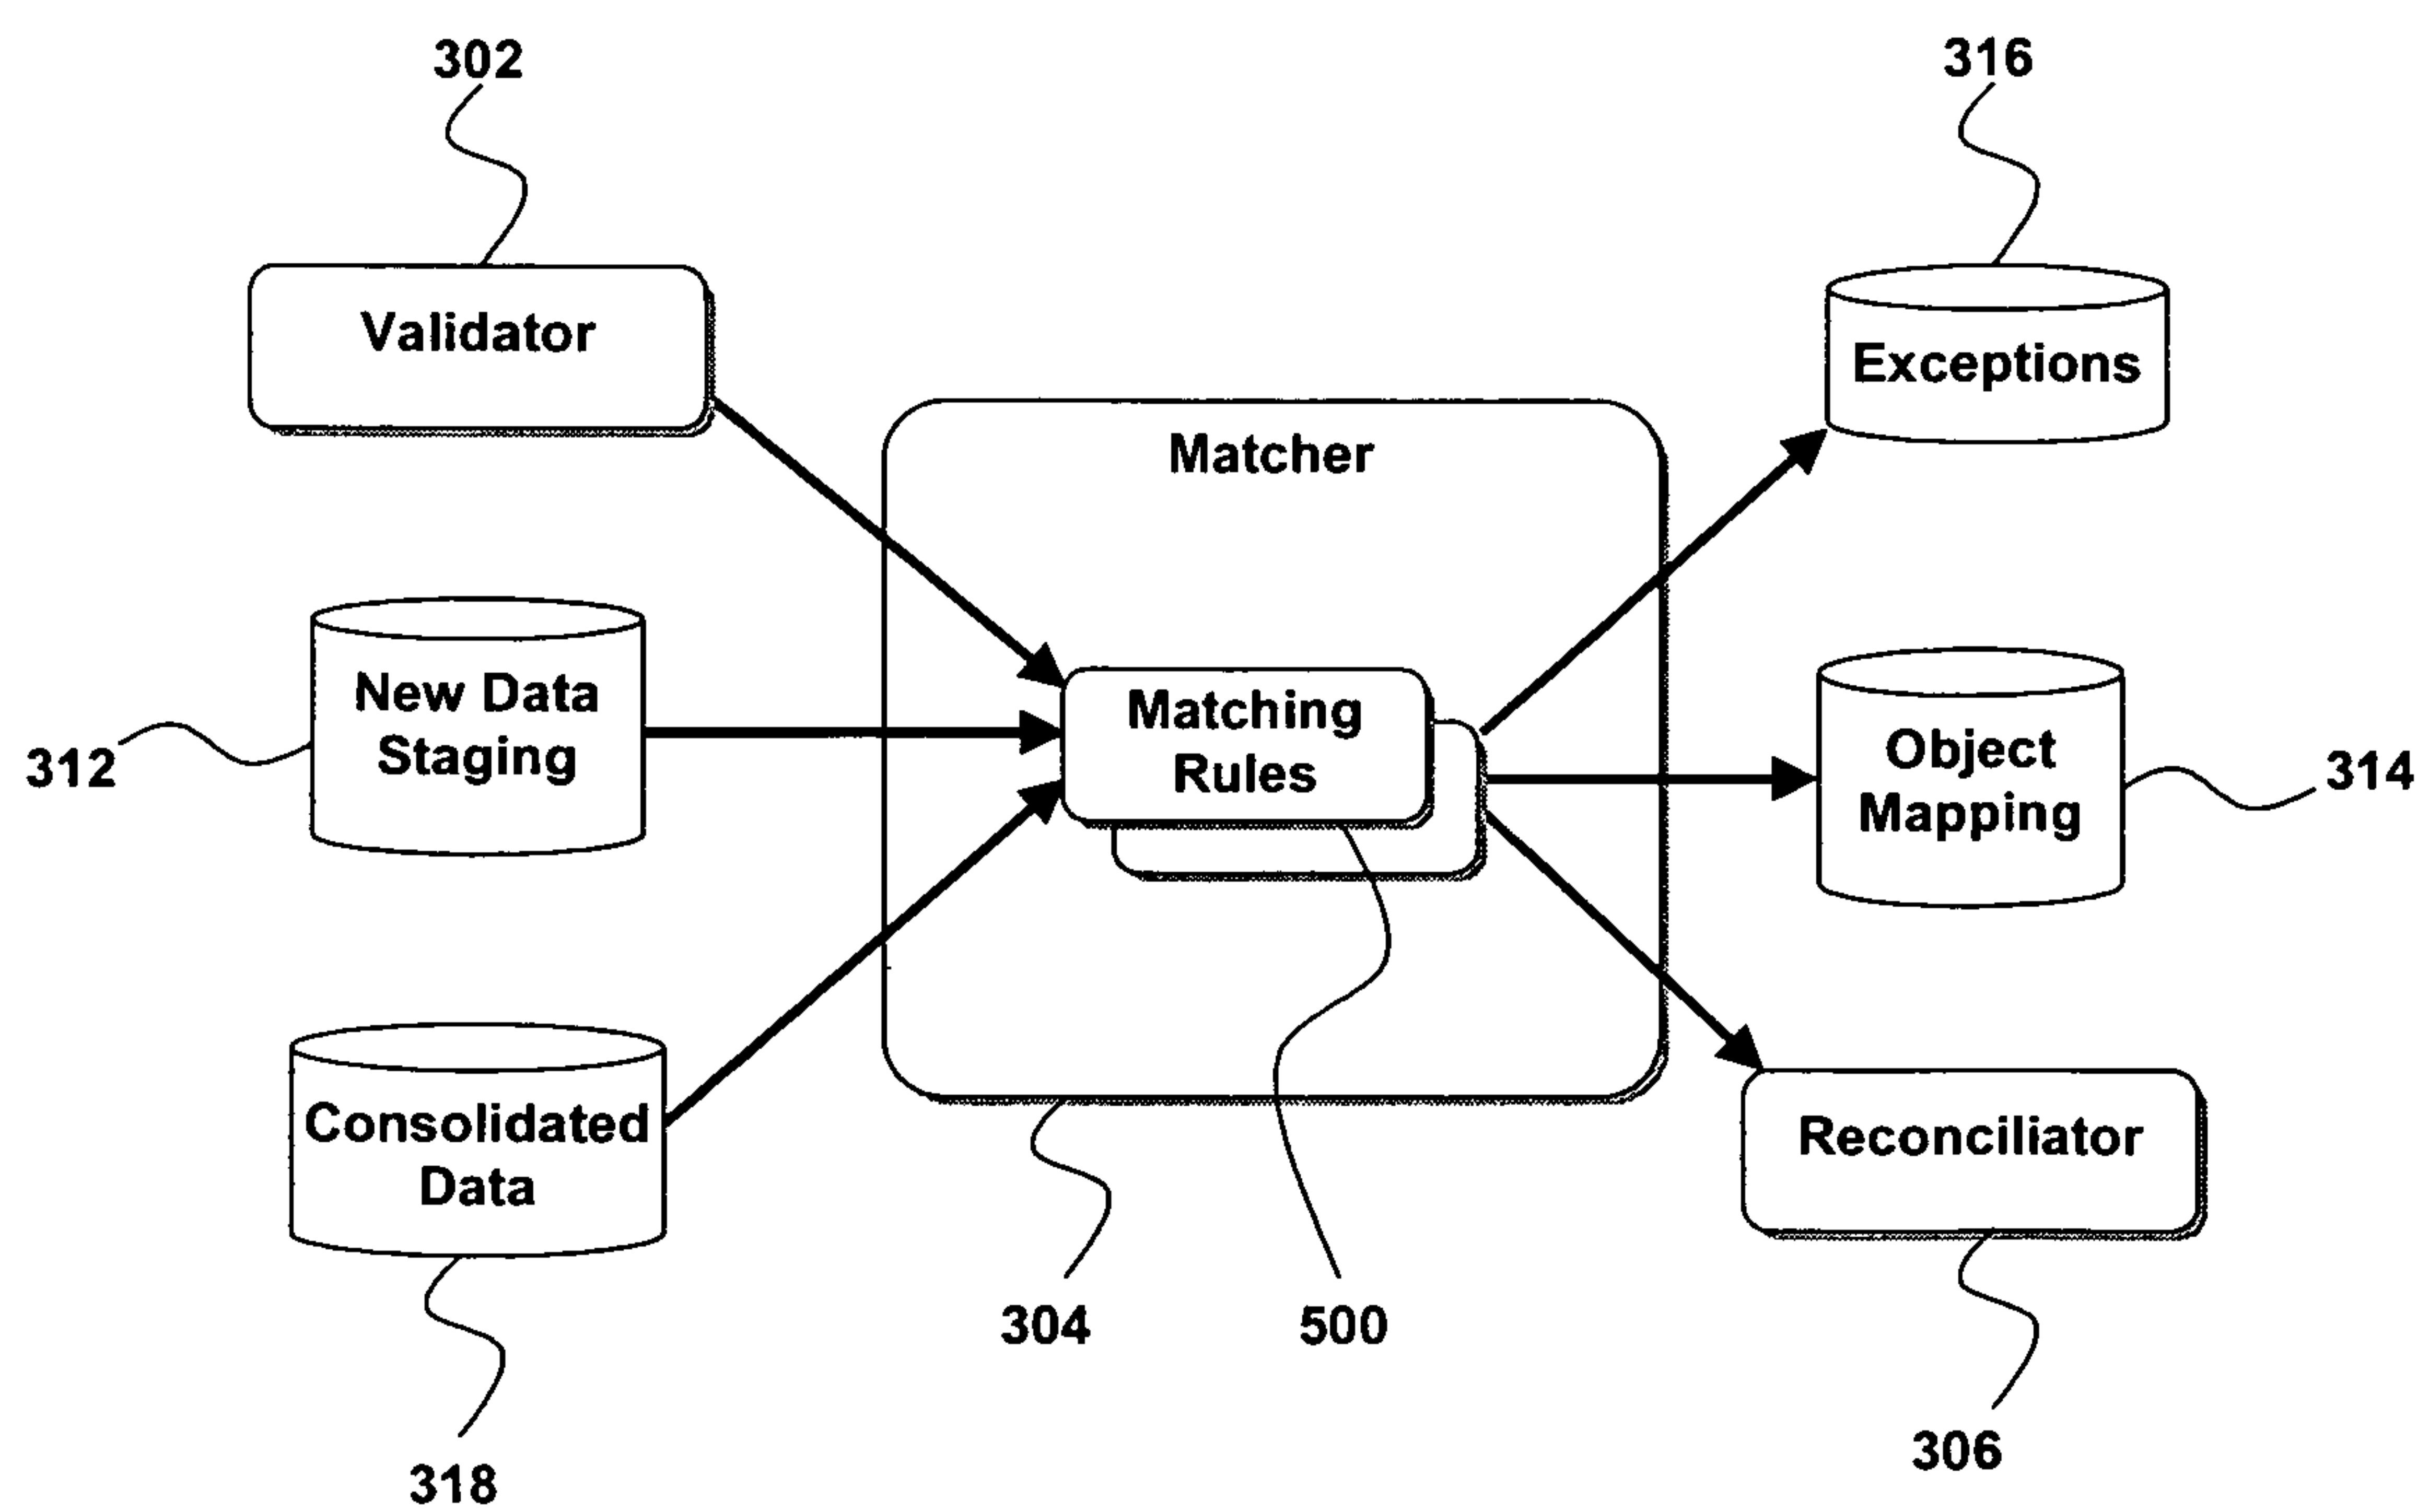 302
316
Validator
Exceptions
Matcher
New Data
Staging
312
Matching
Rules
Object
Mapping
314
Consolidated
Data
Reconciliator
304
500
306
318